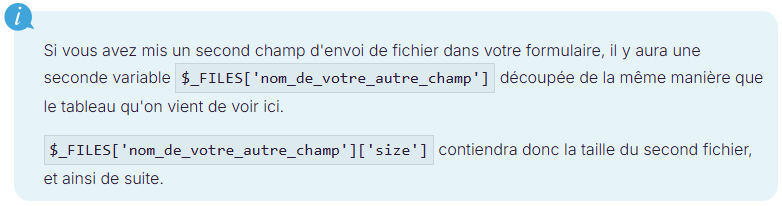 i
Si vous avez mis un second champ d'envoi de fichier dans votre formulaire, il y aura une
seconde variable $_FILES['nom_de_votre_autre_champ'] découpée de la même manière que
le tableau qu'on vient de voir ici.
$_FILES['nom_de_votre_autre_champ']['size'] contiendra donc la taille du second fichier,
et ainsi de suite.